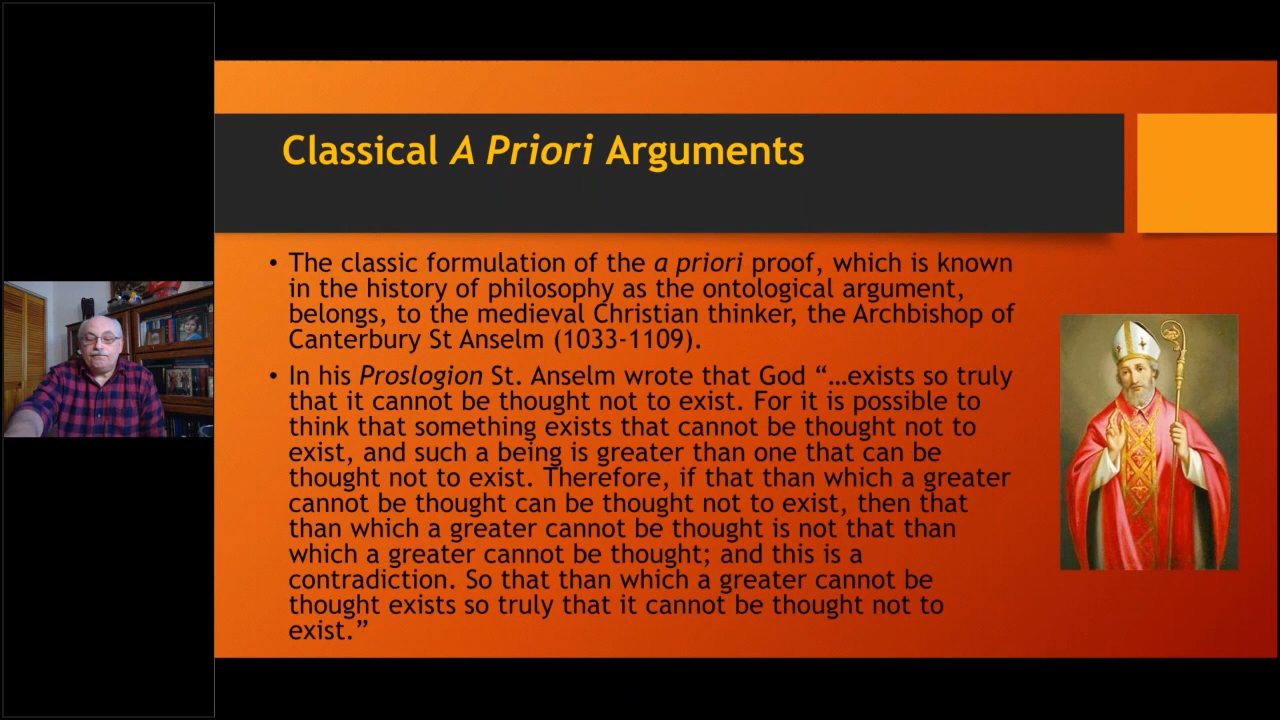 Classical A Priori Arguments
• The classic formulation of the a priori proof, which is known
in the history of philosophy as the ontological argument,
belongs, to the medieval Christian thinker, the Archbishop of
Canterbury St Anselm (1033-1109).
• In his Proslogion St. Anselm wrote that God “…exists so truly
that it cannot be thought not to exist. For it is possible to
think that something exists that cannot be thought not to
exist, and such a being is greater than one that can be
thought not to exist. Therefore, if that than which a greater
cannot be thought can be thought not to exist, then that
than which a greater cannot be thought is not that than
which a greater cannot be thought; and this is a
contradiction. So that than which a greater cannot be
thought exists so truly that it cannot be thought not to
exist.”